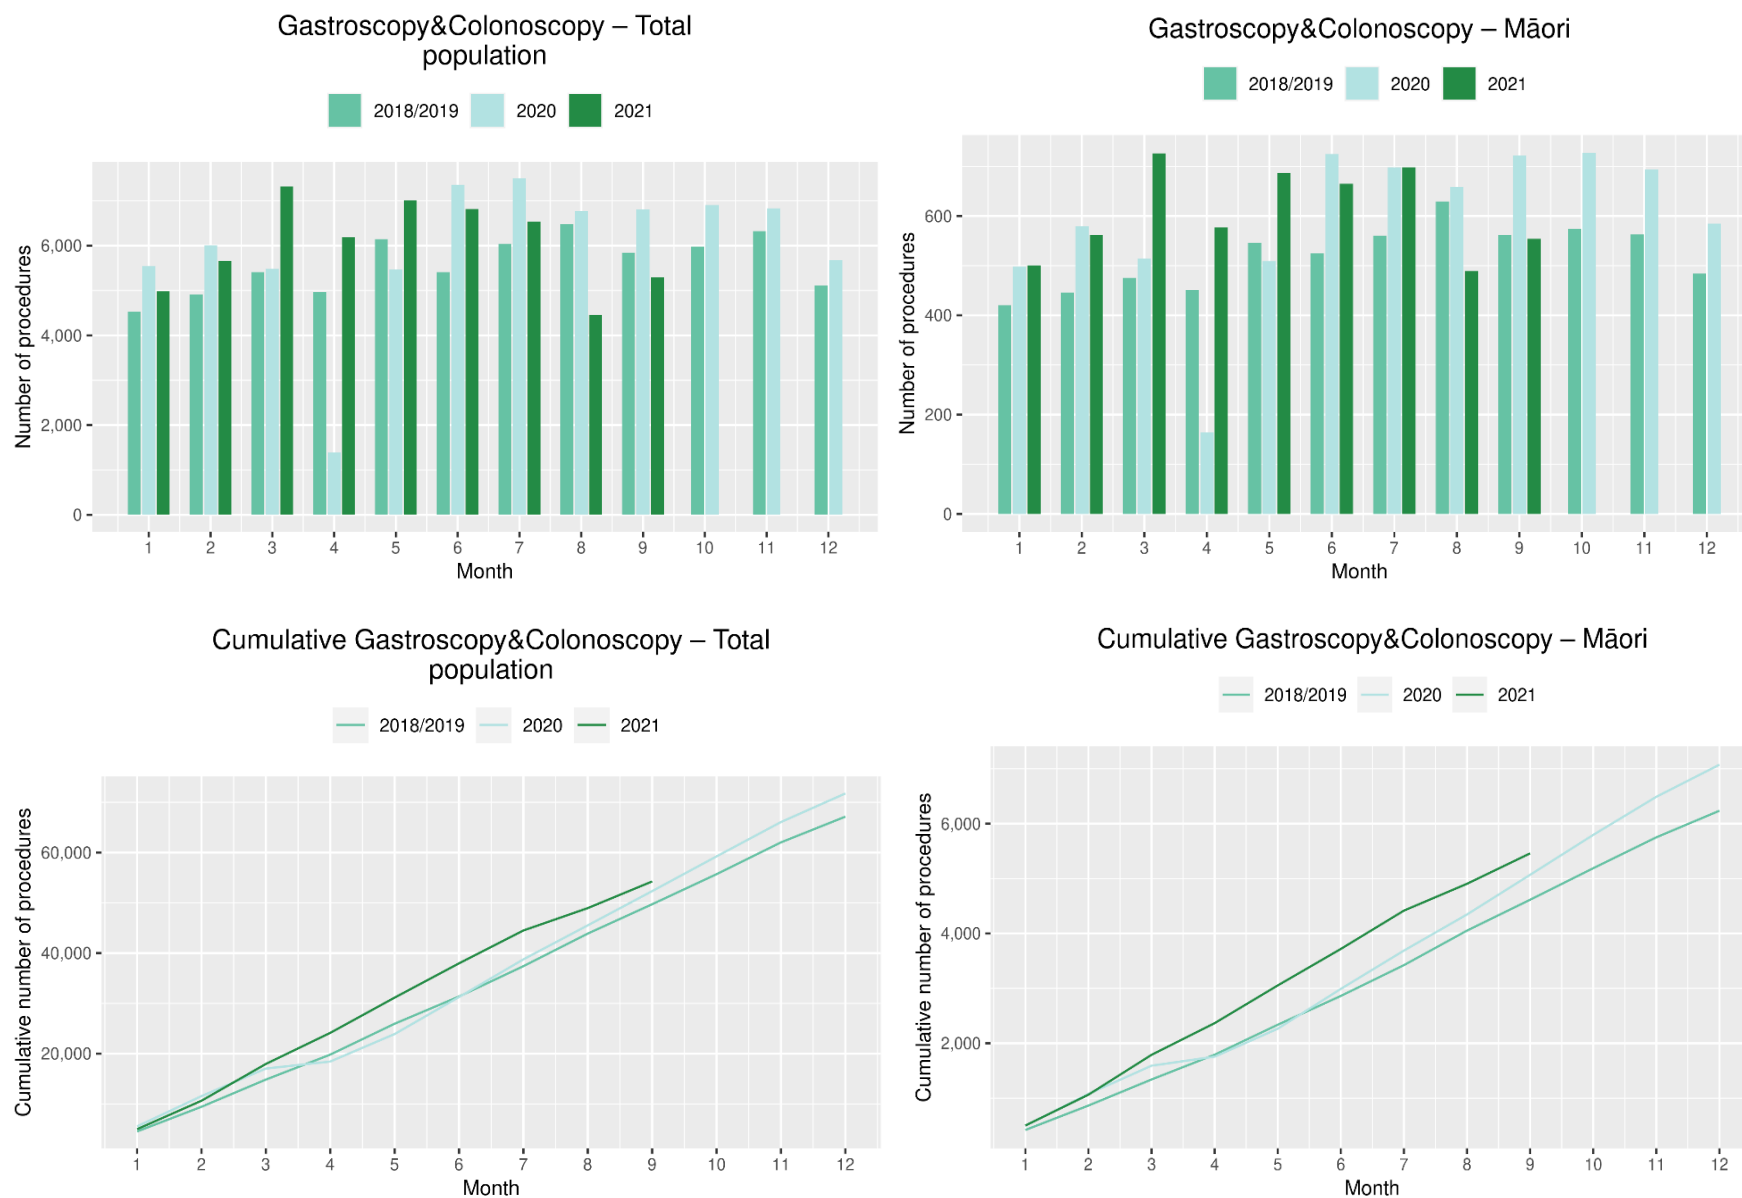 Gastroscopy&Colonoscopy – Total
population
2018/2019 2020 2021
Number of procedures
6,000
4,000
2,000
0
1 2 3 4 5 6 7 8 9 10 11 12
Month
Gastroscopy&Colonoscopy – Māori
2018/2019 2020 2021
Number of procedures
600
400
200
0
1 2 3 4 5 6 7 8 9 10 11 12
Month
Cumulative Gastroscopy&Colonoscopy – Total
population
2018/2019 2020 2021
Cumulative number of procedures
60,000
40,000
20,000
1 2 3 4 5 6 7 8 9 10 11 12
Month
Cumulative Gastroscopy&Colonoscopy – Māori
2018/2019 2020 2021
Cumulative number of procedures
6,000
4,000
2,000
1 2 3 4 5 6 7 8 9 10 11 12
Month